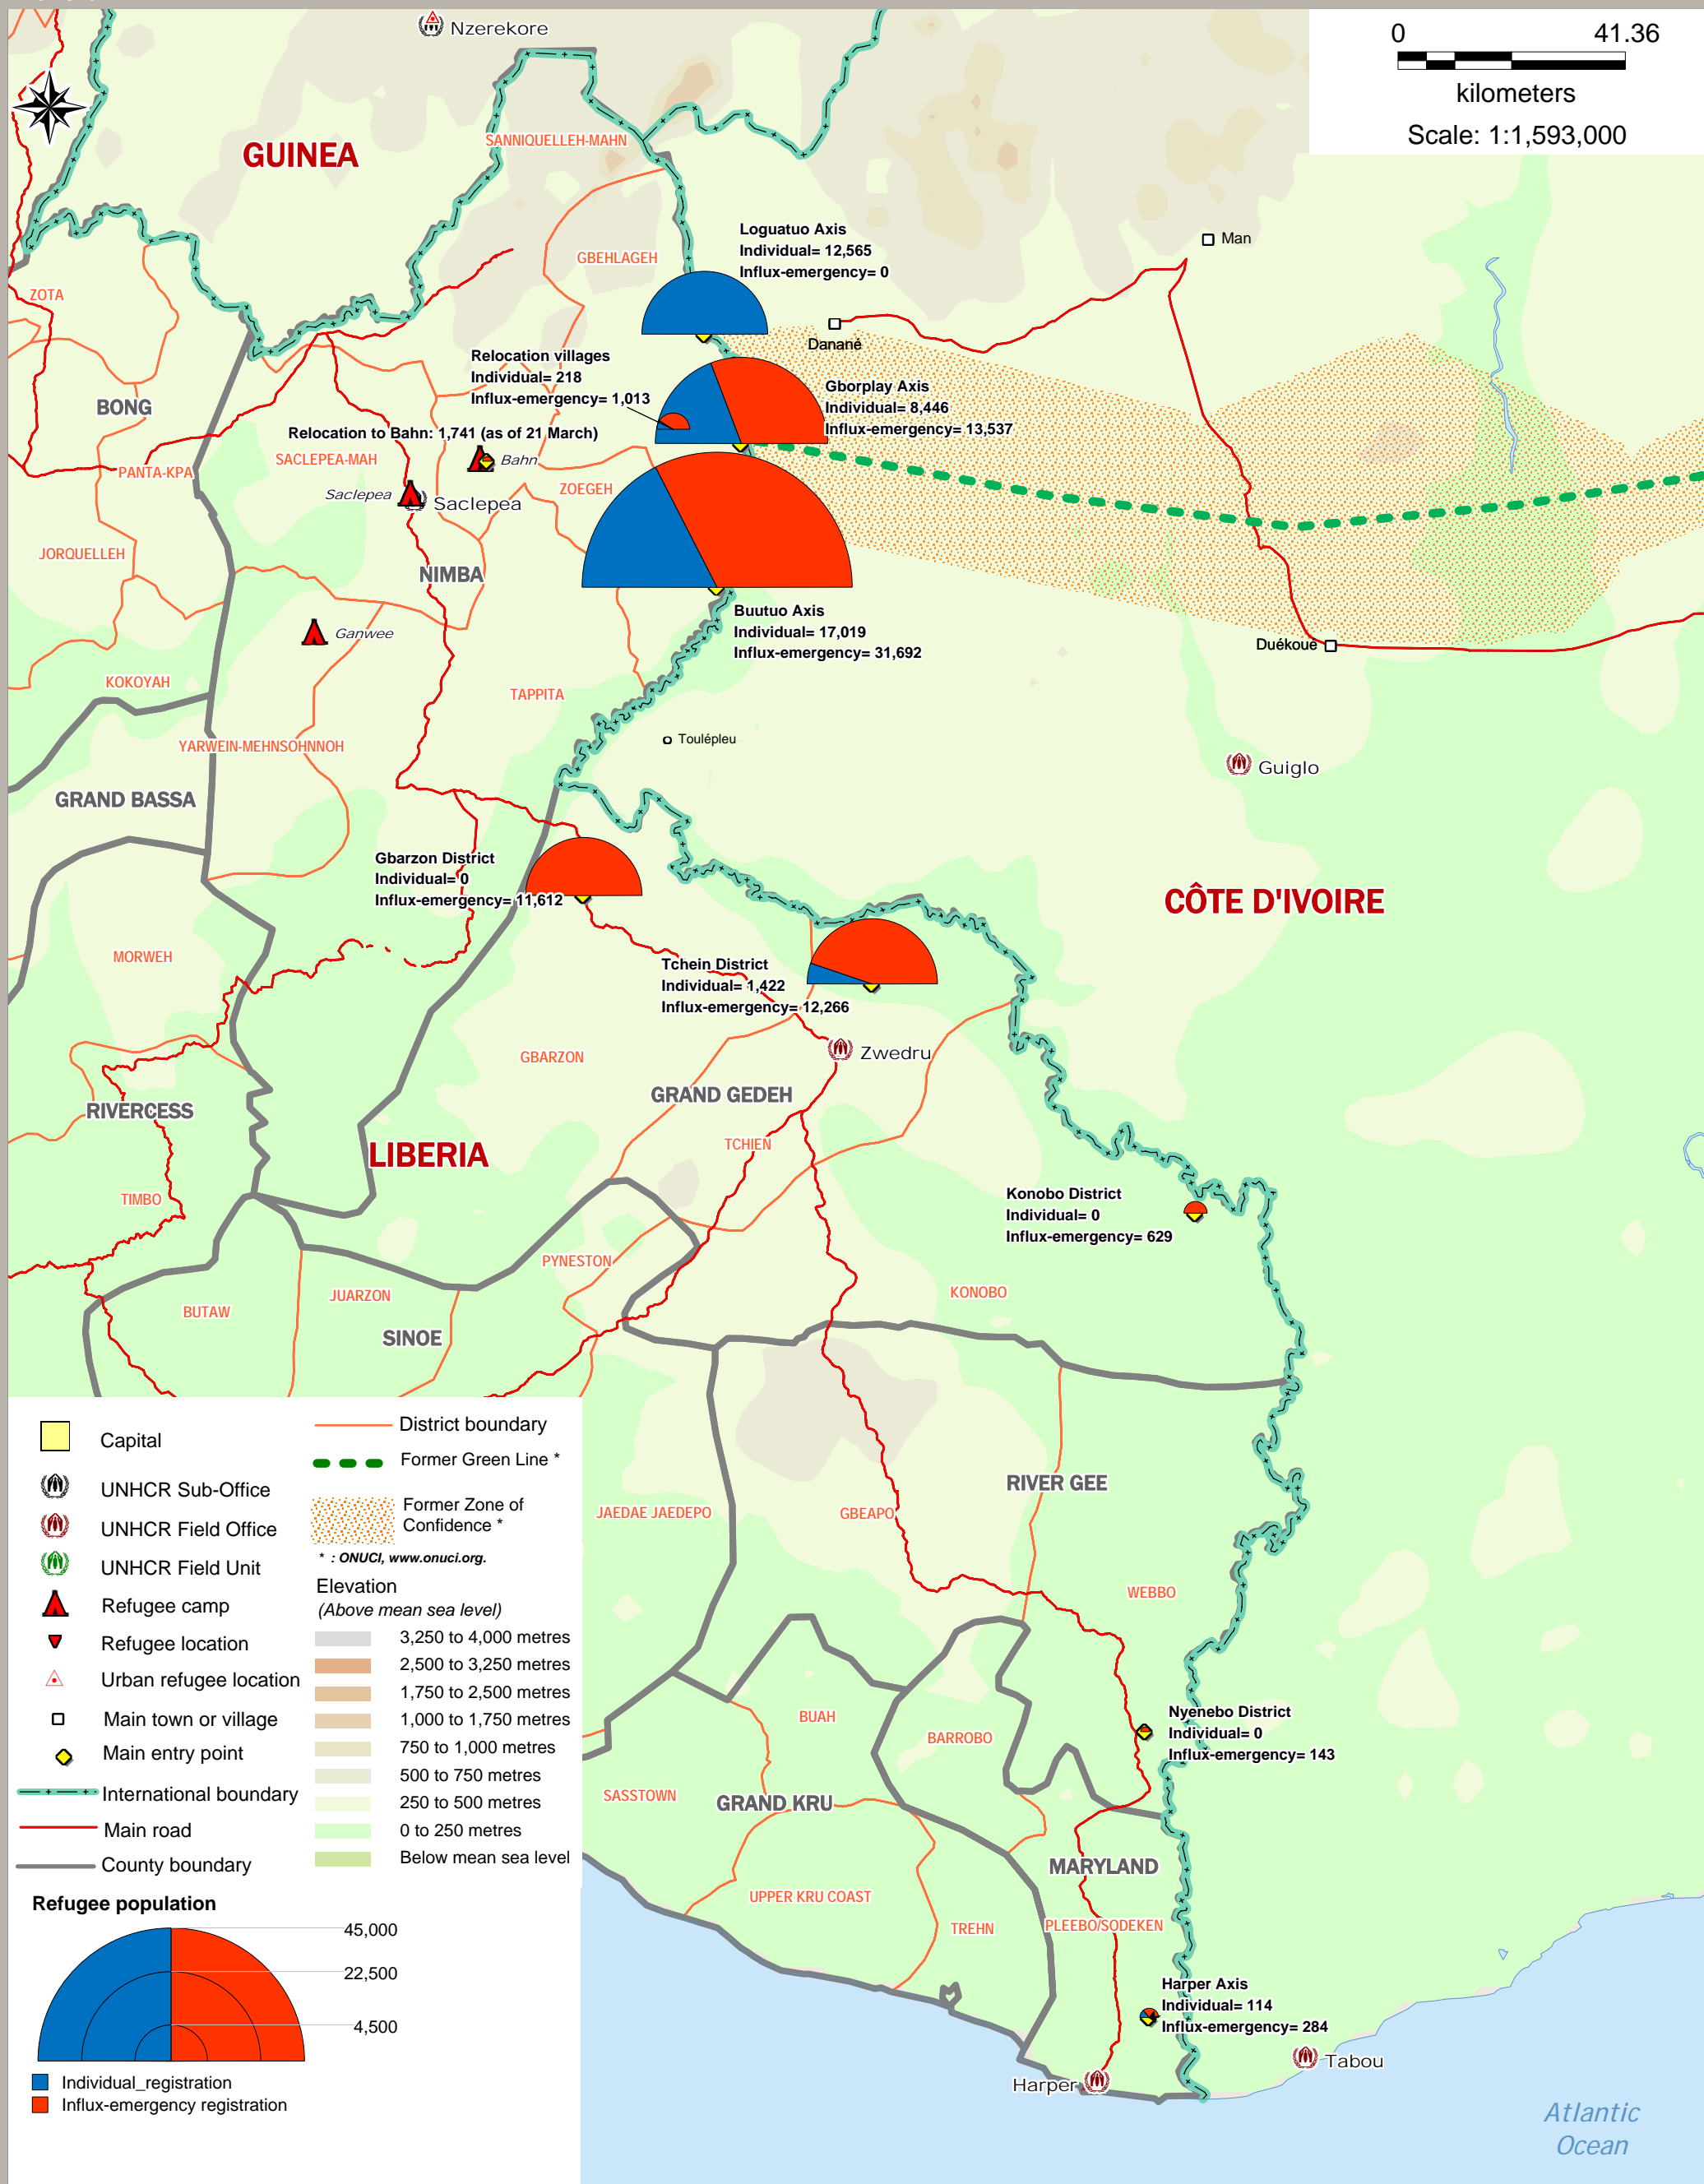 Nzerekore
0 41.36
kilometers
Scale: 1:1,593,000
GUINEA
SANNIQUELLEH-MAHN
Loguatuo Axis
Individual= 12,565
Influx-emergency= 0
Man
GBEHLAGEH
ZOTA
Danané
Relocation villages
Individual= 218
Influx-emergency= 1,013
Gborplay Axis
Individual= 8,446
Influx-emergency= 13,537
BONG
Relocation to Bahn: 1,741 (as of 21 March)
SACLEPEA-MAH
Bahn
PANTA-KPA
Saclepea
Saclepea
ZOEGEH
JORQUELLEH
NIMBA
Buutuo Axis
Individual= 17,019
Influx-emergency= 31,692
Ganwee
Duékoue
KOKOYAH
TAPPITA
YARWEIN-MEHNSOHNNOH
Toulépleu
Guiglo
GRAND BASSA
Gbarzon District
Individual= 0
Influx-emergency= 11,612
CÔTE D'IVOIRE
MORWEH
Tchein District
Individual= 1,422
Influx-emergency= 12,266
GBARZON
Zwedru
GRAND GEDEH
RIVERCESS
LIBERIA
TCHIEN
TIMBO
Konobo District
Individual= 0
Influx-emergency= 629
PYNESTON
KONOBO
JUARZON
BUTAW
SINOE
RIVER GEE
JAEDAE JAEDEPO
GBEAPO
WEBBO
Nyenebo District
Individual= 0
Influx-emergency= 143
BUAH
BARROBO
SASSTOWN
GRAND KRU
MARYLAND
UPPER KRU COAST
TREHN
PLEEBO/SODEKEN
Harper Axis
Individual= 114
Influx-emergency= 284
Tabou
Harper
Atlantic
Ocean
Capital
UNHCR Sub-Office
UNHCR Field Office
UNHCR Field Unit
Refugee camp
Refugee location
Urban refugee location
Main town or village
Main entry point
International boundary
Main road
County boundary
District boundary
Former Green Line *
Former Zone of
Confidence *
* : ONUCI, www.onuci.org.
Elevation
(Above mean sea level)
3,250 to 4,000 metres
2,500 to 3,250 metres
1,750 to 2,500 metres
1,000 to 1,750 metres
750 to 1,000 metres
500 to 750 metres
250 to 500 metres
0 to 250 metres
Below mean sea level
Refugee population
45,000
22,500
4,500
Individual_registration
Influx-emergency registration